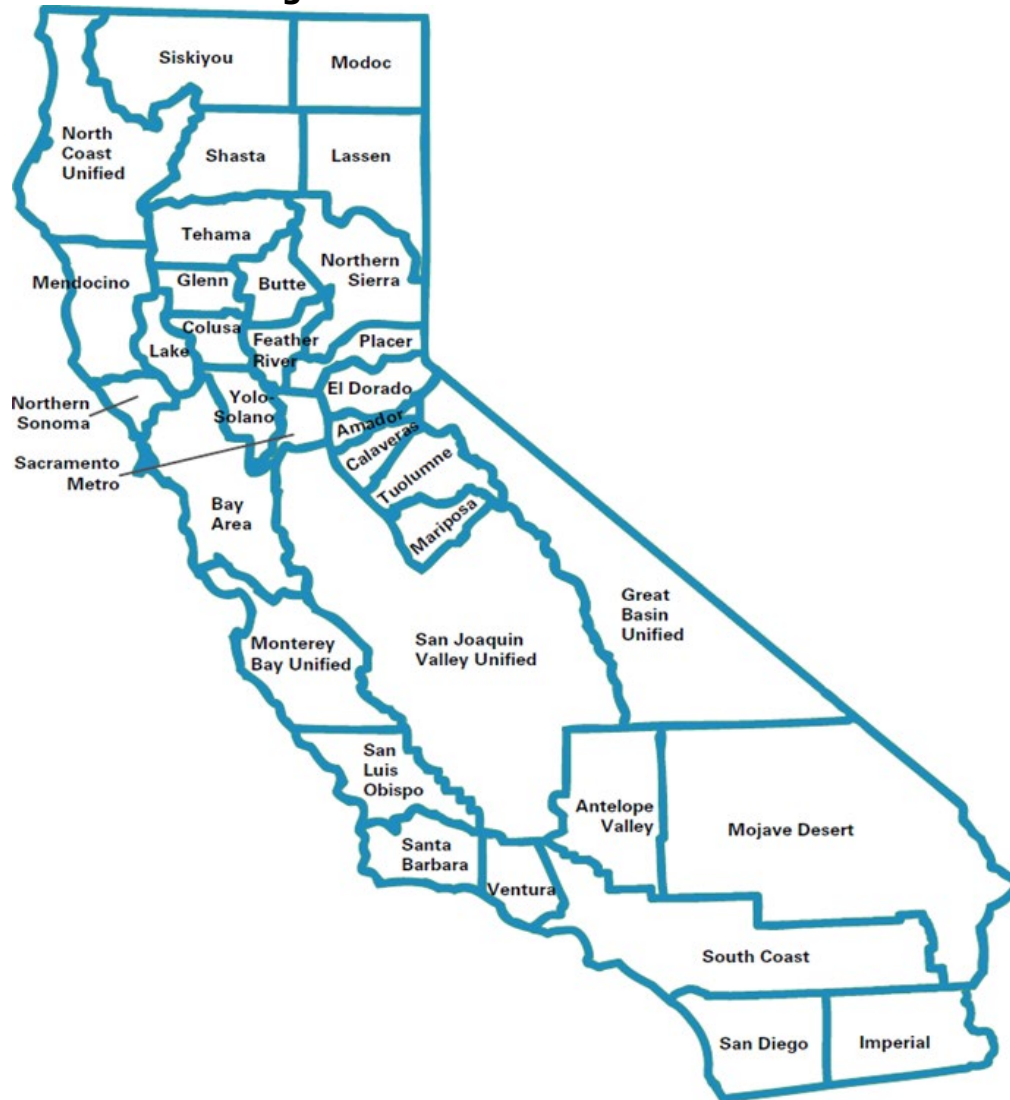 Siskiyou
Modoc
North
Coast
Unified
Shasta
Lassen
Tehama
Northern
Sierra
Mendocino
Glenn
Butte
Colusa
Feather
River
Placer
Lake
El Dorado
Yolo-
Solano
Northern
Sonoma
Amador
Calaveras
Sacramento
Metro
Tuolumne
Bay
Area
Mariposa
Great
Basin
Unified
Monterey
Bay Unified
San Joaquin
Valley Unified
San
Luis
Obispo
Antelope
Valley
Mojave Desert
Santa
Barbara
Ventura
South Coast
San Diego
Imperial